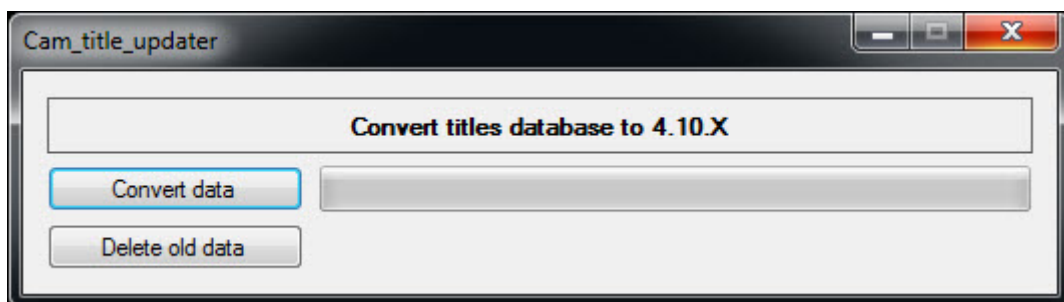 Cam_title_updater
Convert titles database to 4.10.X
Convert data
Delete old data